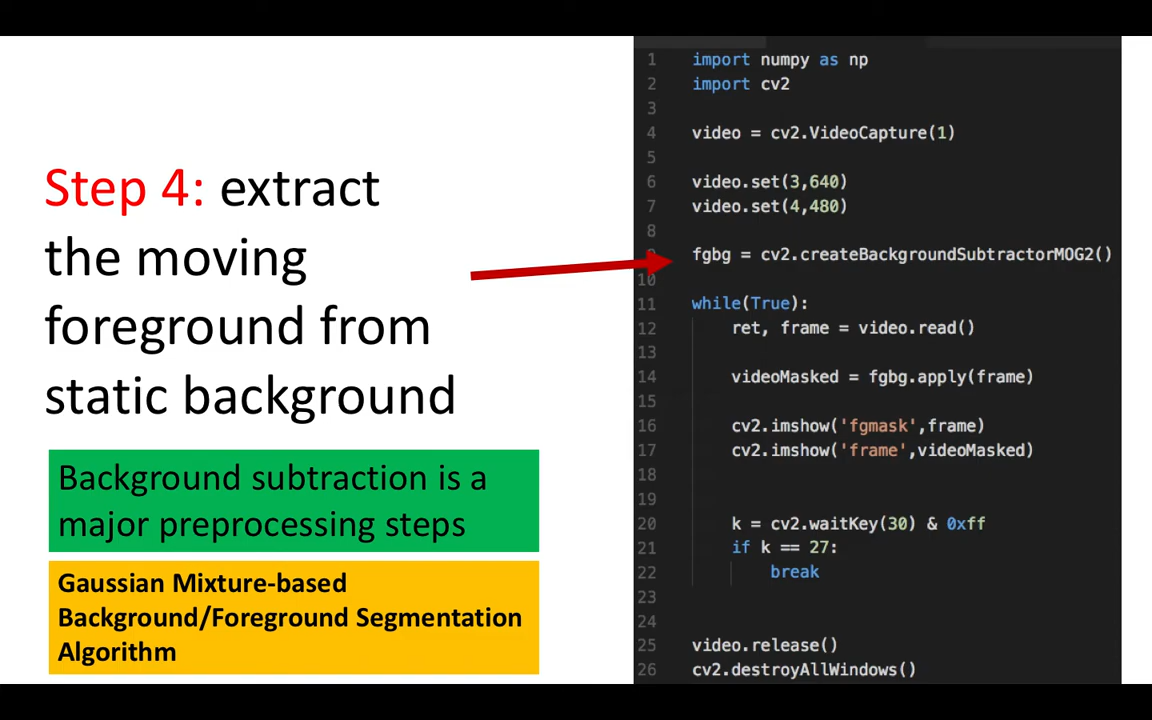 Step 4: extract
the moving
foreground from
static background
Background subtraction is a
major preprocessing steps
Gaussian Mixture-based
Background/Foreground Segmentation
Algorithm
1 import numpy as np
2 import cv2
3
4 video = cv2.VideoCapture(1)
5
6 video.set(3,640)
7 video.set(4,480)
8
9 fgbg = cv2.createBackgroundSubtractorMOG2()
10
11 while(True):
12 ret, frame = video.read()
13
14 videoMasked = fgbg.apply(frame)
15
16 cv2.imshow('fgmask',frame)
17 cv2.imshow('frame',videoMasked)
18
19
20 k = cv2.waitKey(30) & 0xff
21 if k == 27:
22 break
23
24
25 video.release()
26 cv2.destroyAllWindows()